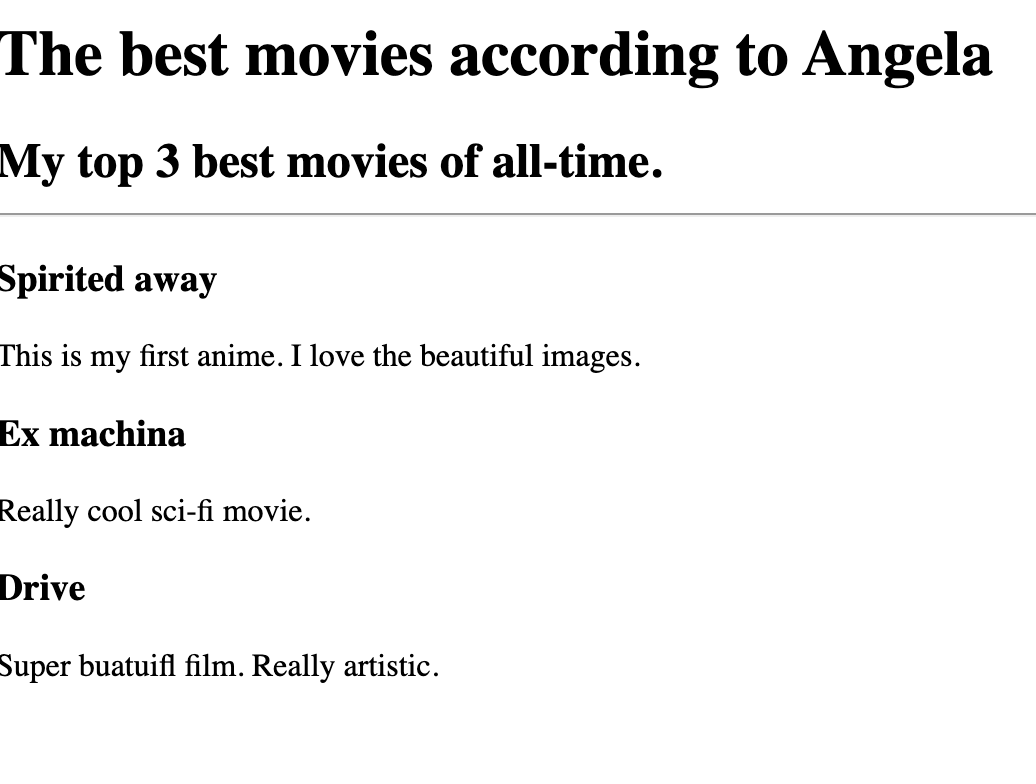 The best movies according to Angela
My top 3 best movies of all-time.
Spirited away
This is my first anime. I love the beautiful images.
Ex machina
Really cool sci-fi movie.
Drive
Super buatuifl film. Really artistic.